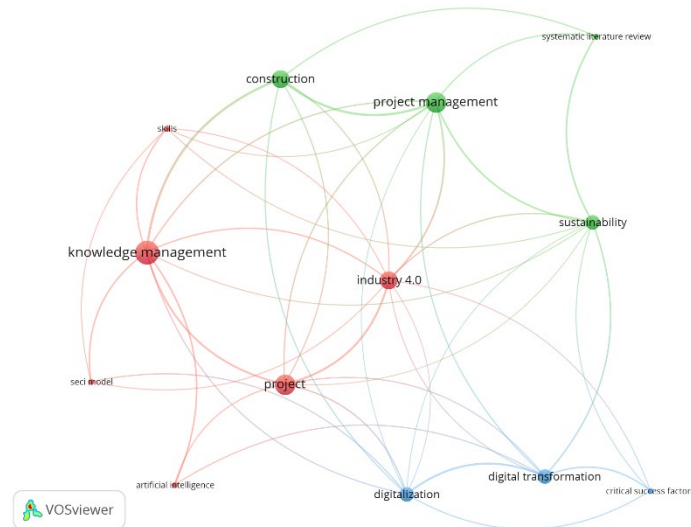 systematic literature review
construction
project management
skills
sustainability
knowledge management
industry 4.0
seci model
project
digital transformation
artificial intelligence
digitalization
critical success factor
VOSviewer